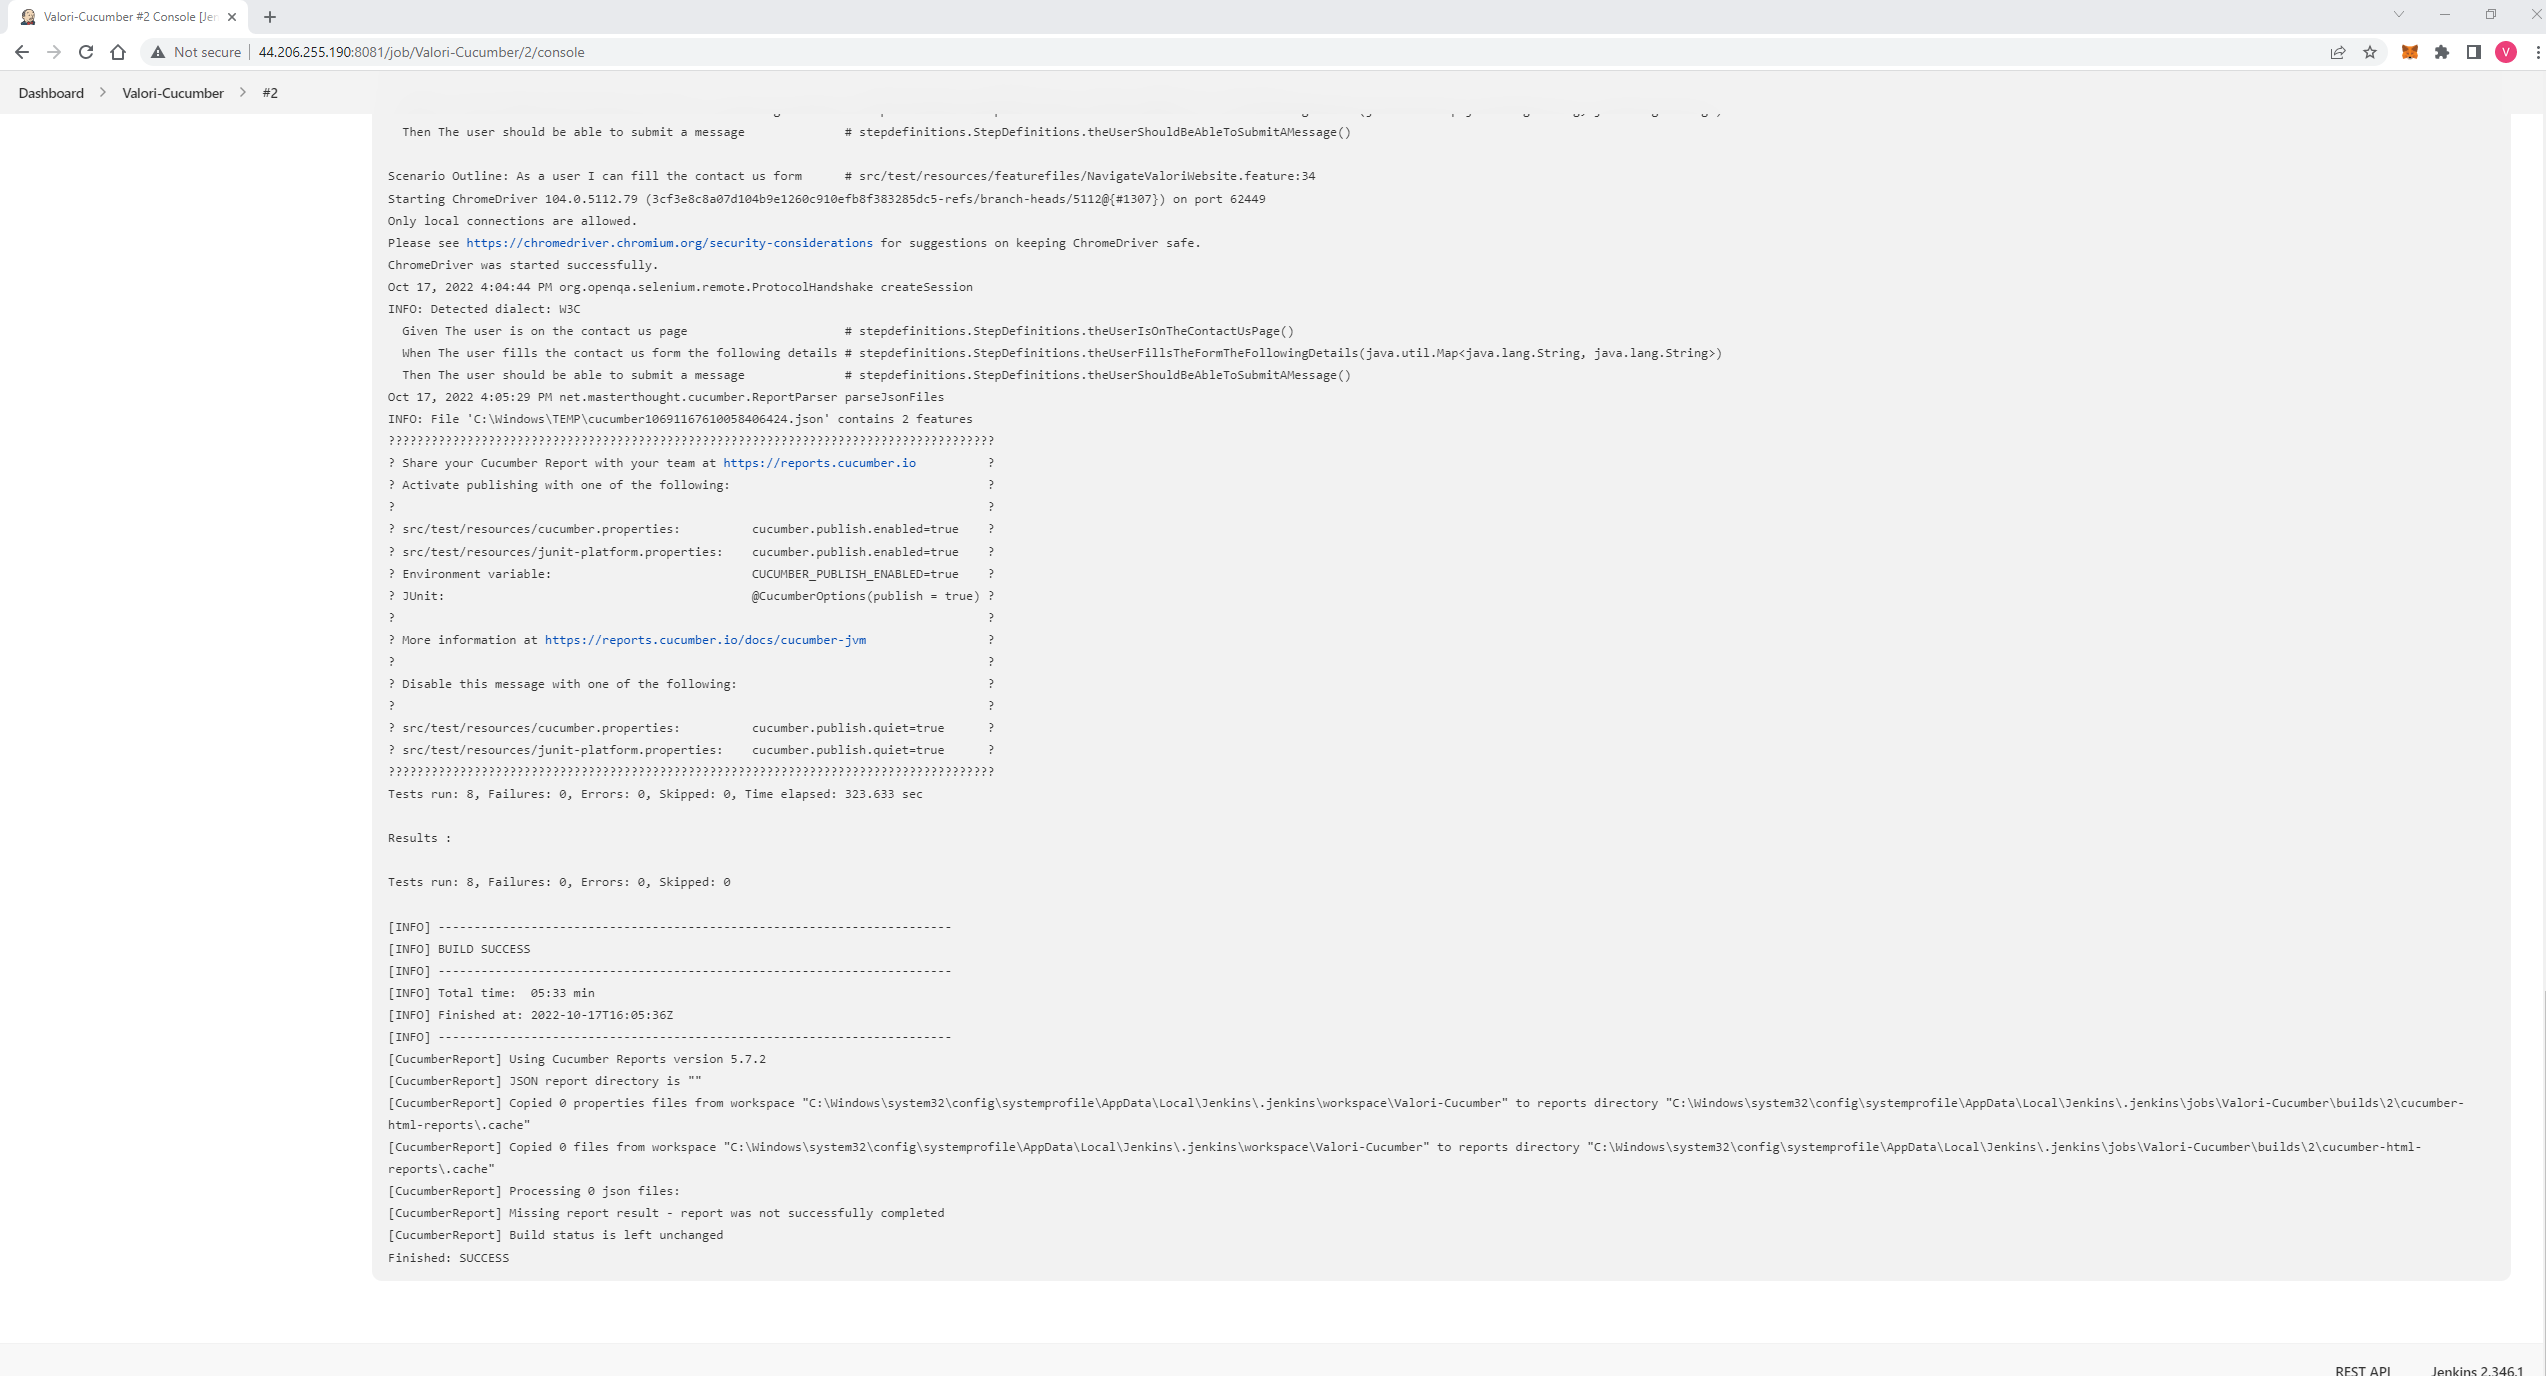 Valori-Cucumber #2 Console [Jen
Not secure 44.206.255.190:8081/job/Valori-Cucumber/2/console
V
Dashboard Valori-Cucumber #2
Then The user should be able to submit a message # stepdefinitions.StepDefinitions.theUserShouldBeAbleToSubmitAMessage()
Scenario Outline: As a user I can fill the contact us form # src/test/resources/featurefiles/NavigateValoriWebsite.feature:34
Starting ChromeDriver 104.0.5112.79 (3cf3e8c8a07d104b9e1260c910efb8f383285dc5-refs/branch-heads/5112@{#1307}) on port 62449
Only local connections are allowed.
Please see https://chromedriver.chromium.org/security-considerations for suggestions on keeping ChromeDriver safe.
ChromeDriver was started successfully.
Oct 17, 2022 4:04:44 PM org.openqa.selenium.remote.ProtocolHandshake createSession
INFO: Detected dialect: W3C
Given The user is on the contact us page # stepdefinitions.StepDefinitions.theUserIsOnTheContactUsPage()
When The user fills the contact us form the following details # stepdefinitions.StepDefinitions.theUserFillsTheFormTheFollowingDetails(java.util.Map<java.lang.String, java.lang.String>)
Then The user should be able to submit a message # stepdefinitions.StepDefinitions.theUserShouldBeAbleToSubmitAMessage()
Oct 17, 2022 4:05:29 PM net.masterthought.cucumber.ReportParser parseJsonFiles
INFO: File 'C:\Windows\TEMP\cucumber10691167610058406424.json' contains 2 features
?????????????????????????????????????????????????????????????????????????????????????
? Share your Cucumber Report with your team at https://reports.cucumber.io ?
? Activate publishing with one of the following: ?
? ?
? src/test/resources/cucumber.properties: cucumber.publish.enabled=true ?
? src/test/resources/junit-platform.properties: cucumber.publish.enabled=true ?
? Environment variable: CUCUMBER_PUBLISH_ENABLED=true ?
? JUnit: @CucumberOptions(publish = true) ?
? ?
? More information at https://reports.cucumber.io/docs/cucumber-jvm ?
? ?
? Disable this message with one of the following: ?
? ?
? src/test/resources/cucumber.properties: cucumber.publish.quiet=true ?
? src/test/resources/junit-platform.properties: cucumber.publish.quiet=true ?
?????????????????????????????????????????????????????????????????????????????????????
Tests run: 8, Failures: 0, Errors: 0, Skipped: 0, Time elapsed: 323.633 sec
Results :
Tests run: 8, Failures: 0, Errors: 0, Skipped: 0
[INFO] ------------------------------------------------------------------------
[INFO] BUILD SUCCESS
[INFO] ------------------------------------------------------------------------
[INFO] Total time: 05:33 min
[INFO] Finished at: 2022-10-17T16:05:36Z
[INFO] ------------------------------------------------------------------------
[CucumberReport] Using Cucumber Reports version 5.7.2
[CucumberReport] JSON report directory is ""
[CucumberReport] Copied 0 properties files from workspace "C:\Windows\system32\config\systemprofile\AppData\Local\Jenkins\.jenkins\workspace\Valori-Cucumber" to reports directory "C:\Windows\system32\config\systemprofile\AppData\Local\Jenkins\.jenkins\jobs\Valori-Cucumber\builds\2\cucumber-
html-reports\.cache"
[CucumberReport] Copied 0 files from workspace "C:\Windows\system32\config\systemprofile\AppData\Local\Jenkins\.jenkins\workspace\Valori-Cucumber" to reports directory "C:\Windows\system32\config\systemprofile\AppData\Local\Jenkins\.jenkins\jobs\Valori-Cucumber\builds\2\cucumber-html-
reports\.cache"
[CucumberReport] Processing 0 json files:
[CucumberReport] Missing report result - report was not successfully completed
[CucumberReport] Build status is left unchanged
Finished: SUCCESS
REST API Jenkins 2.346.1